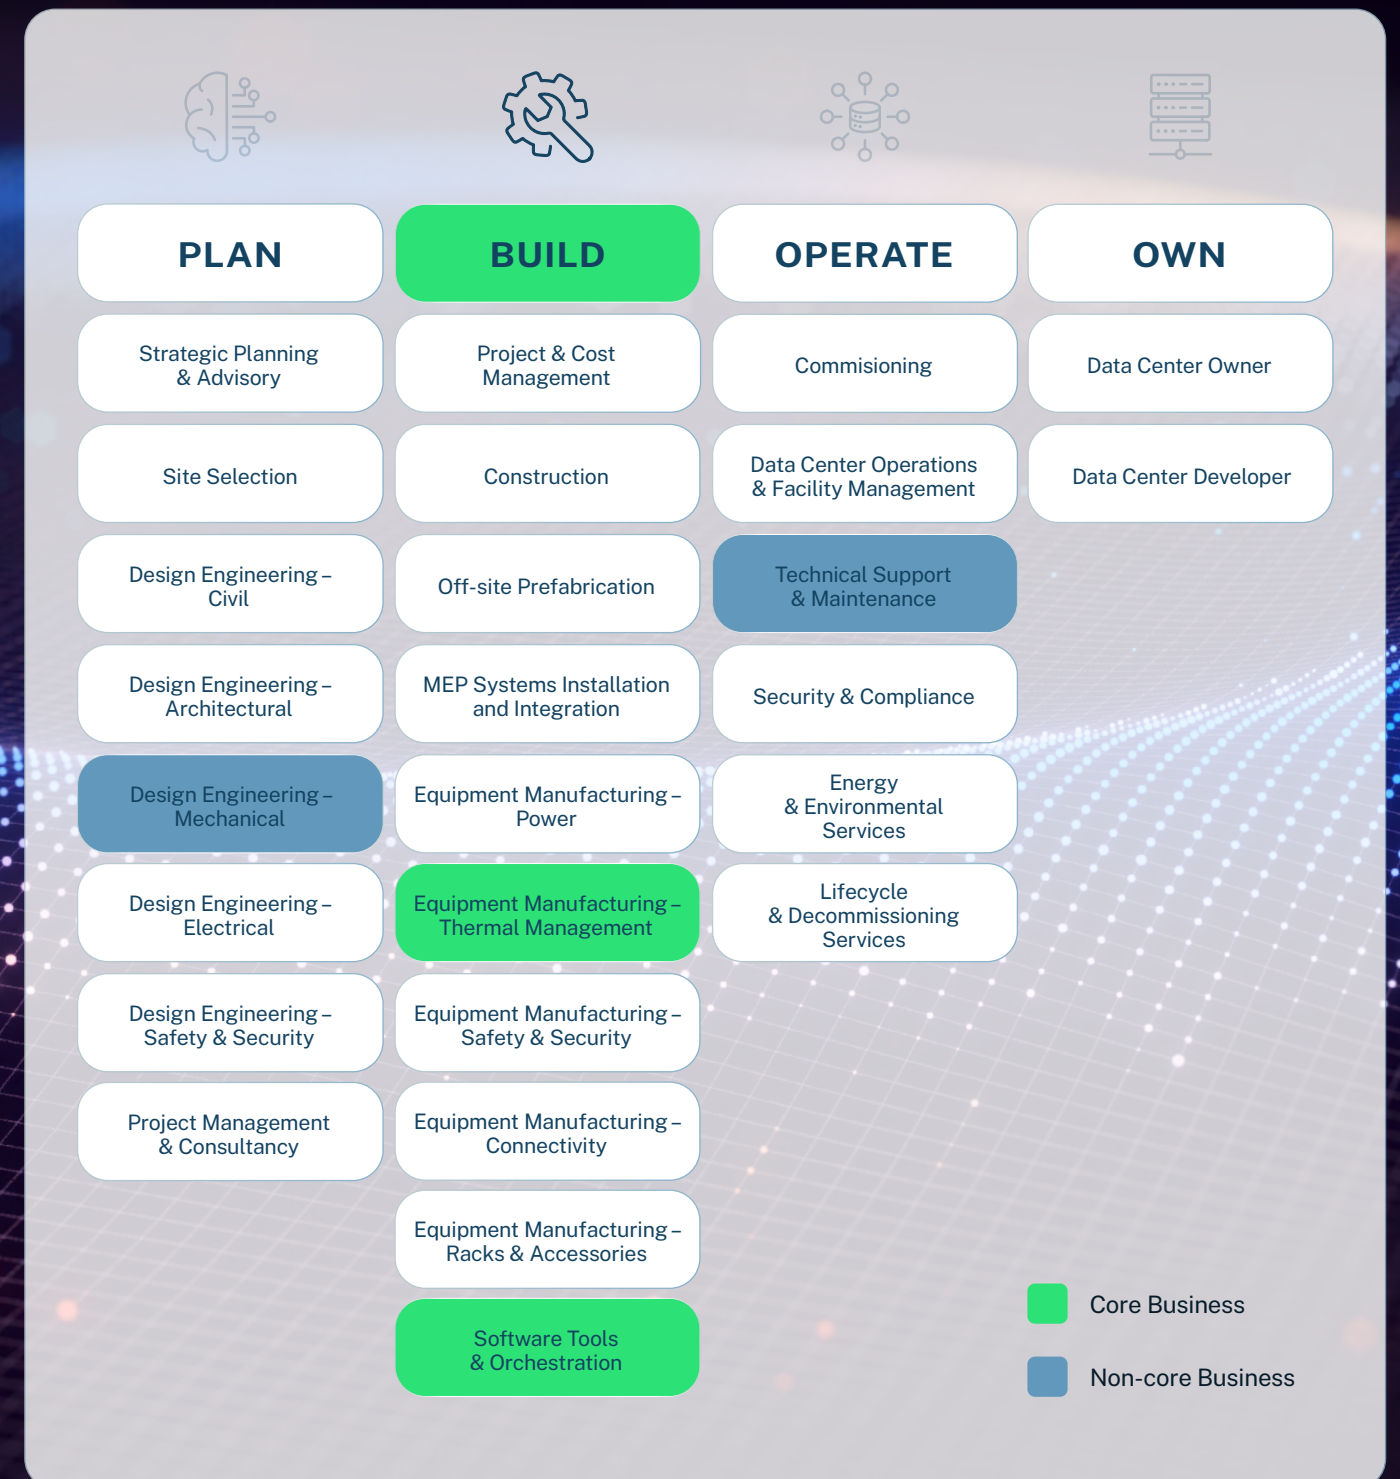 PLAN
Strategic Planning
& Advisory
Site Selection
Design Engineering –
Civil
Design Engineering –
Architectural
Design Engineering –
Mechanical
Design Engineering –
Electrical
Design Engineering –
Safety & Security
Project Management
& Consultancy
BUILD
Project & Cost
Management
Construction
Off-site Prefabrication
MEP Systems Installation
and Integration
Equipment Manufacturing –
Power
Equipment Manufacturing –
Thermal Management
Equipment Manufacturing –
Safety & Security
Equipment Manufacturing –
Connectivity
Equipment Manufacturing –
Racks & Accessories
Software Tools
& Orchestration
OPERATE
Commisioning
Data Center Operations
& Facility Management
Technical Support
& Maintenance
Security & Compliance
Energy
& Environmental
Services
Lifecycle
& Decommissioning
Services
OWN
Data Center Owner
Data Center Developer
Core Business
Non-core Business